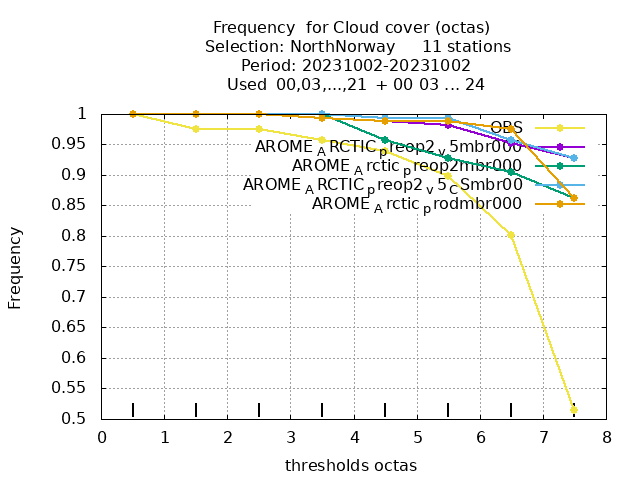 Frequency for Cloud cover (octas)
Selection: NorthNorway 11 stations
Period: 20231002-20231002
Used 00,03,...,21 + 00 03 ... 24
OBS
AROME_ARCTIC_preop2_v5mbr000
AROME_Arctic_preop2mbr000
AROME_ARCTIC_preop2_v5_CSmbr00
AROME_Arctic_prodmbr000
1
0.95
0.9
0.85
0.8
0.75
0.7
0.65
0.6
0.55
0.5
Frequency
0 1 2 3 4 5 6 7 8
thresholds octas